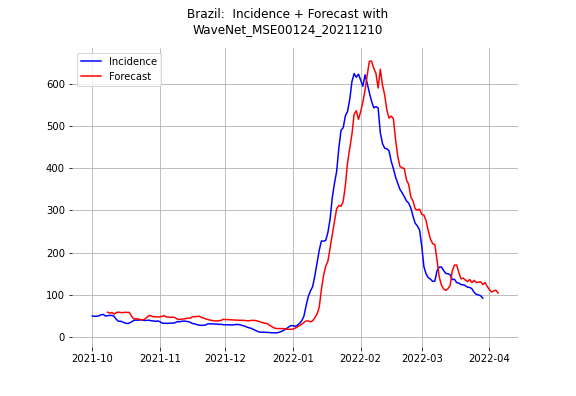 Brazil:  Incidence + Forecast with
WaveNet_MSE00124_20211210
Incidence
Forecast
600
500
400
300
200
100
0
2021-10 2021-11 2021-12 2022-01 2022-02 2022-03 2022-04